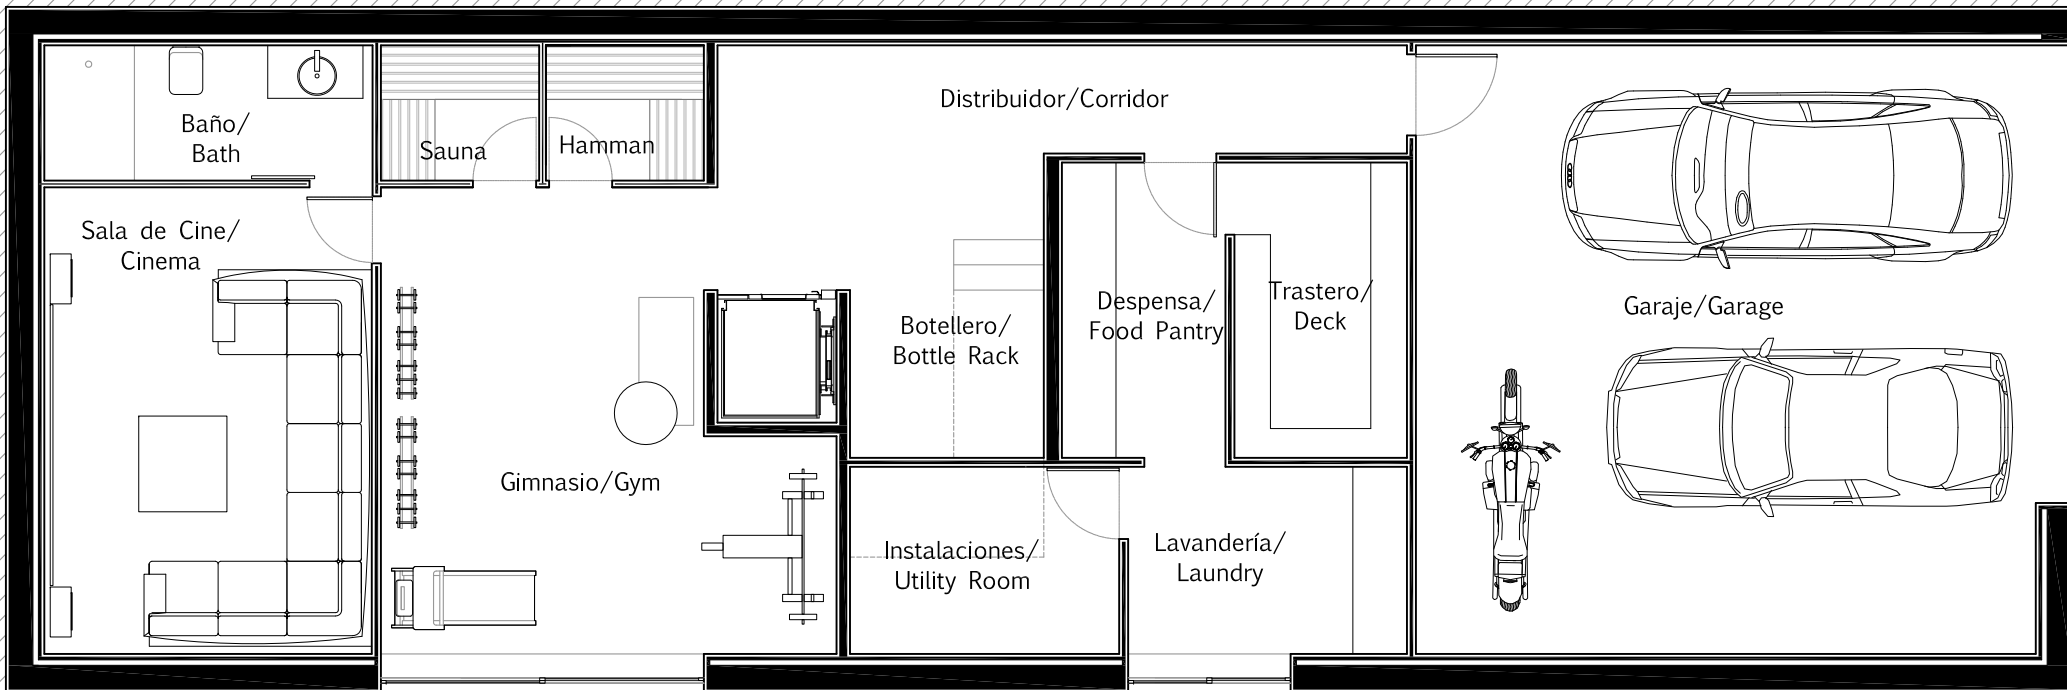 Baño/
Bath
Sauna
Hamman
Distribuidor/Corridor
Sala de Cine/
Cinema
Botellero/
Bottle Rack
Despensa/
Food Pantry
Trastero/
Deck
Garaje/Garage
Gimnasio/Gym
Instalaciones/
Utility Room
Lavandería/
Laundry